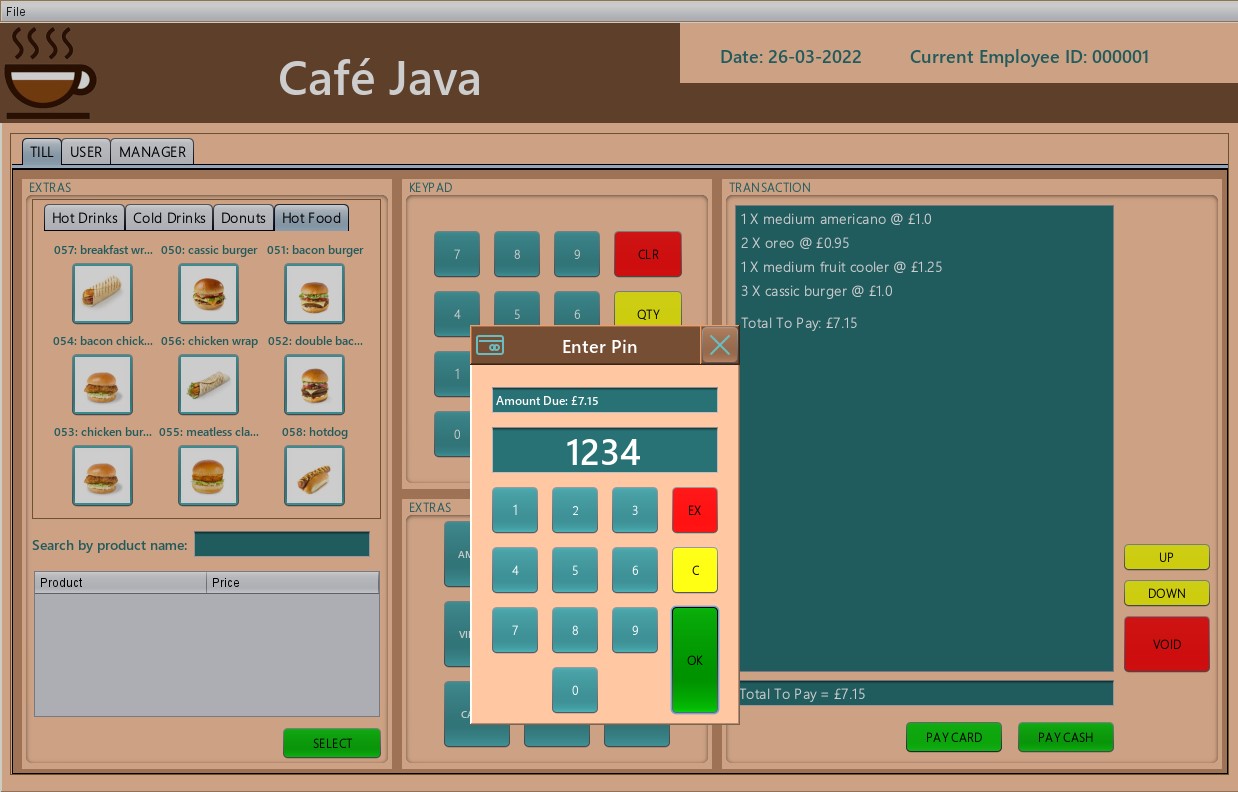 File
Café Java
Date: 26-03-2022
Current Employee ID: 000001
TILL
USER
MANAGER
EXTRAS
Hot Drinks
Cold Drinks
Donuts
Hot Food
057: breakfast wr...
050: cassic burger
051: bacon burger
054: bacon chick...
056: chicken wrap
052: double bac...
053: chicken bur...
055: meatless cla...
058: hotdog
Search by product name:
Product
Price
SELECT
KEYPAD
7
8
9
CLR
4
5
6
QTY
1
0
EXTRAS
Enter Pin
Amount Due: £7.15
1234
1
2
3
EX
4
5
6
C
7
8
9
OK
0
TRANSACTION
1 X medium americano @ £1.0
2 X oreo @ £0.95
1 X medium fruit cooler @ £1.25
3 X cassic burger @ £1.0
Total To Pay: £7.15
UP
DOWN
VOID
Total To Pay = £7.15
PAY CARD
PAY CASH